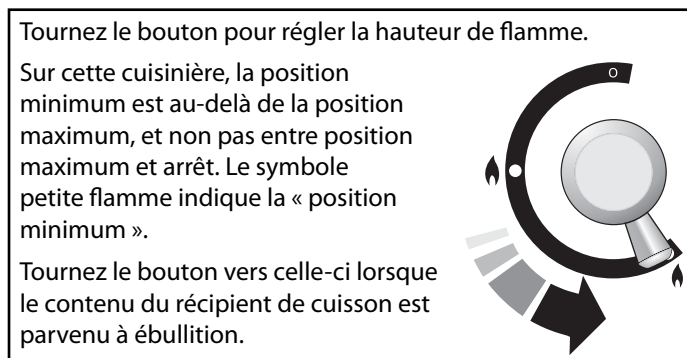 Tournez le bouton pour régler la hauteur de flamme.
Sur cette cuisinière, la position
minimum est au-delà de la position
maximum, et non pas entre position
maximum et arrêt. Le symbole
petite flamme indique la « position
minimum ».
Tournez le bouton vers celle-ci lorsque
le contenu du récipient de cuisson est
parvenu à ébullition.
O